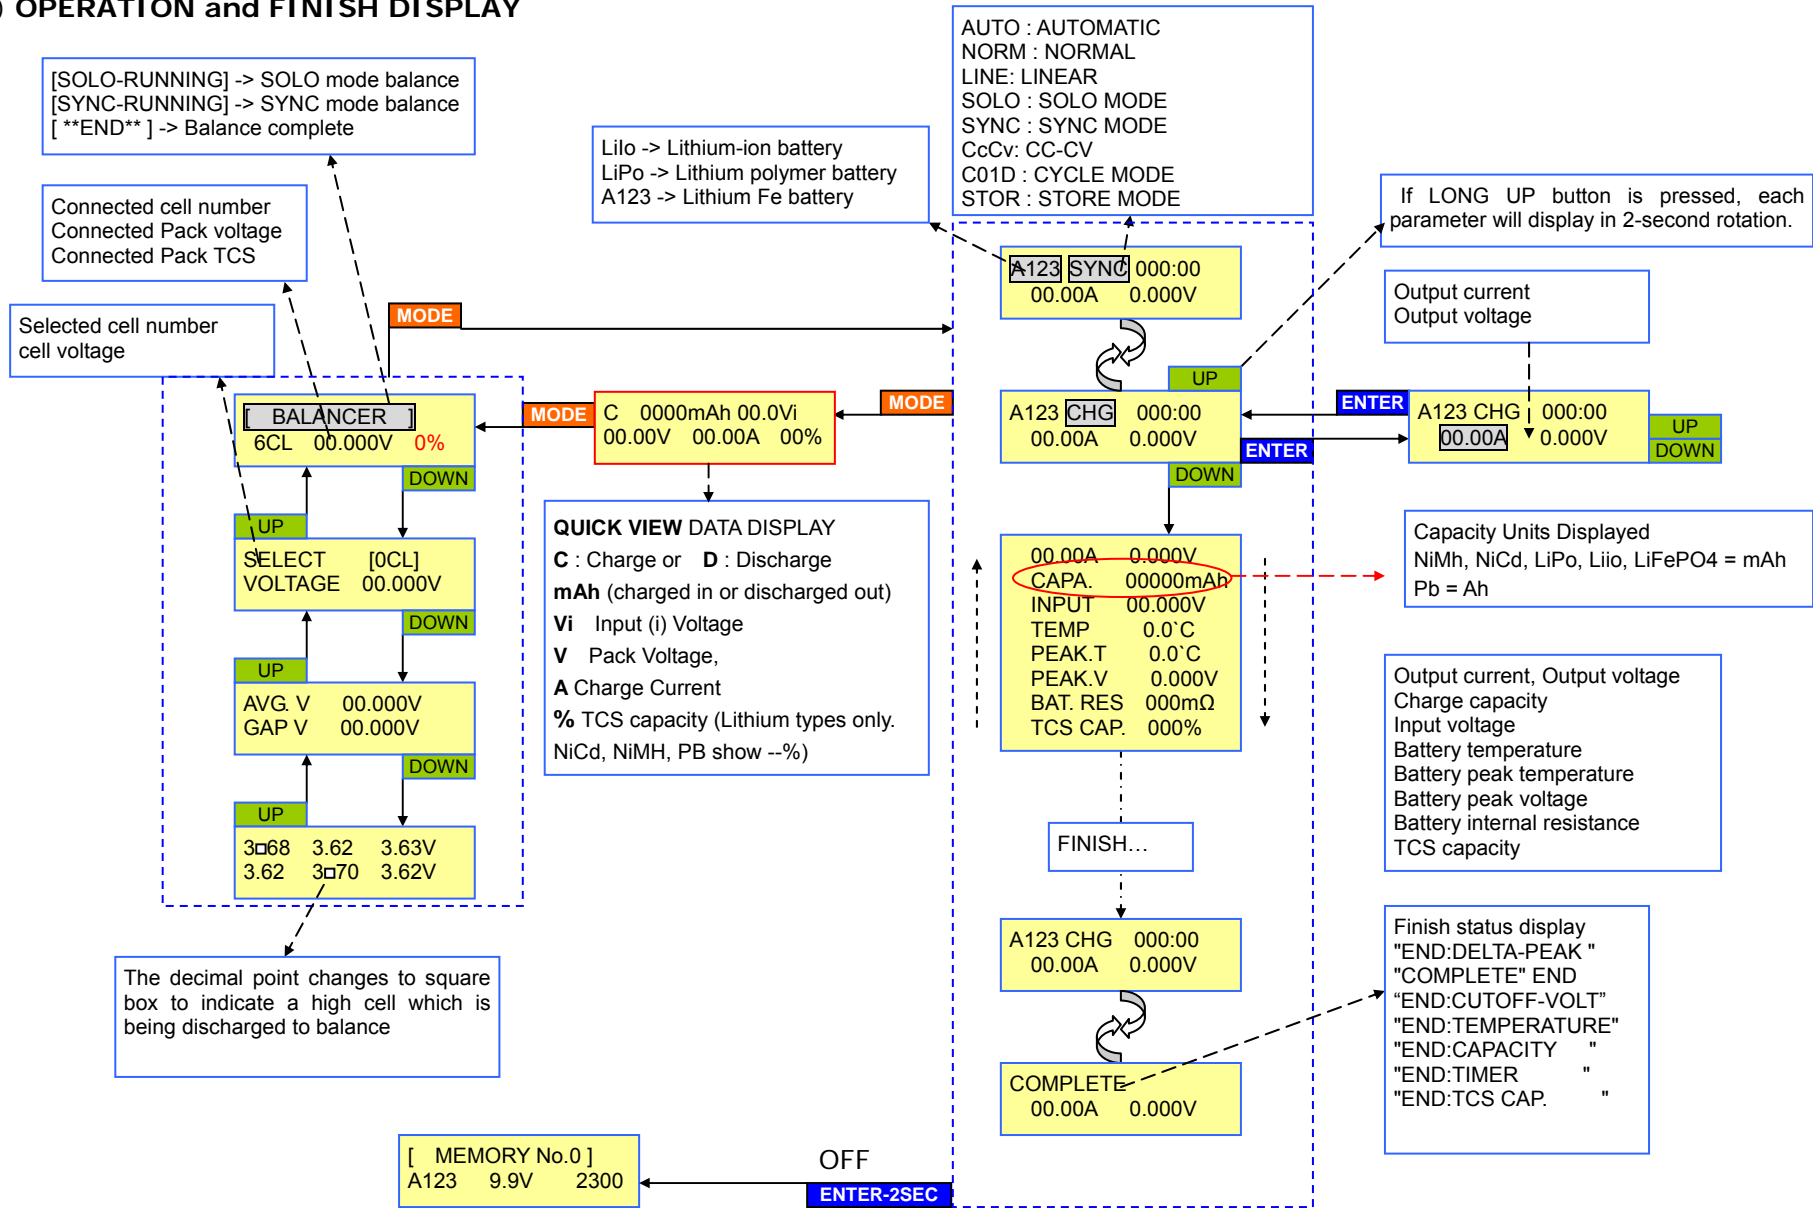 ) OPERATION and FINISH DISPLAY
[SOLO-RUNNING] -> SOLO mode balance
[SYNC-RUNNING] -> SYNC mode balance
[ **END** ] -> Balance complete
Connected cell number
Connected Pack voltage
Connected Pack TCS
Selected cell number
cell voltage
LiIo -> Lithium-ion battery
LiPo -> Lithium polymer battery
A123 -> Lithium Fe battery
AUTO : AUTOMATIC
NORM : NORMAL
LINE: LINEAR
SOLO : SOLO MODE
SYNC : SYNC MODE
CcCv: CC-CV
C01D : CYCLE MODE
STOR : STORE MODE
If LONG UP button is pressed, each
parameter will display in 2-second rotation.
Output current
Output voltage
MODE
A123 SYNC 000:00
00.00A 0.000V
[ BALANCER ]
6CL 00.000V 0%
DOWN
MODE
C 0000mAh 00.0Vi
00.00V 00.00A 00%
MODE
UP
A123 CHG 000:00
00.00A 0.000V
DOWN
ENTER
ENTER
A123 CHG 000:00
00.00A 0.000V
UP
DOWN
UP
SELECT [0CL]
VOLTAGE 00.000V
DOWN
UP
AVG. V 00.000V
GAP V 00.000V
DOWN
UP
3□68 3.62 3.63V
3.62 3□70 3.62V
The decimal point changes to square
box to indicate a high cell which is
being discharged to balance
QUICK VIEW DATA DISPLAY
C : Charge or D : Discharge
mAh (charged in or discharged out)
Vi Input (i) Voltage
V Pack Voltage,
A Charge Current
% TCS capacity (Lithium types only.
NiCd, NiMH, PB show --%)
00.00A 0.000V
CAPA. 00000mAh
INPUT 00.000V
TEMP 0.0`C
PEAK.T 0.0`C
PEAK.V 0.000V
BAT. RES 000mΩ
TCS CAP. 000%
Capacity Units Displayed
NiMh, NiCd, LiPo, Liio, LiFePO4 = mAh
Pb = Ah
Output current, Output voltage
Charge capacity
Input voltage
Battery temperature
Battery peak temperature
Battery peak voltage
Battery internal resistance
TCS capacity
FINISH…
A123 CHG 000:00
00.00A 0.000V
COMPLETE
00.00A 0.000V
Finish status display
"END:DELTA-PEAK "
"COMPLETE" END
“END:CUTOFF-VOLT”
"END:TEMPERATURE"
"END:CAPACITY "
"END:TIMER "
"END:TCS CAP. "
[ MEMORY No.0 ]
A123 9.9V 2300
OFF
ENTER-2SEC